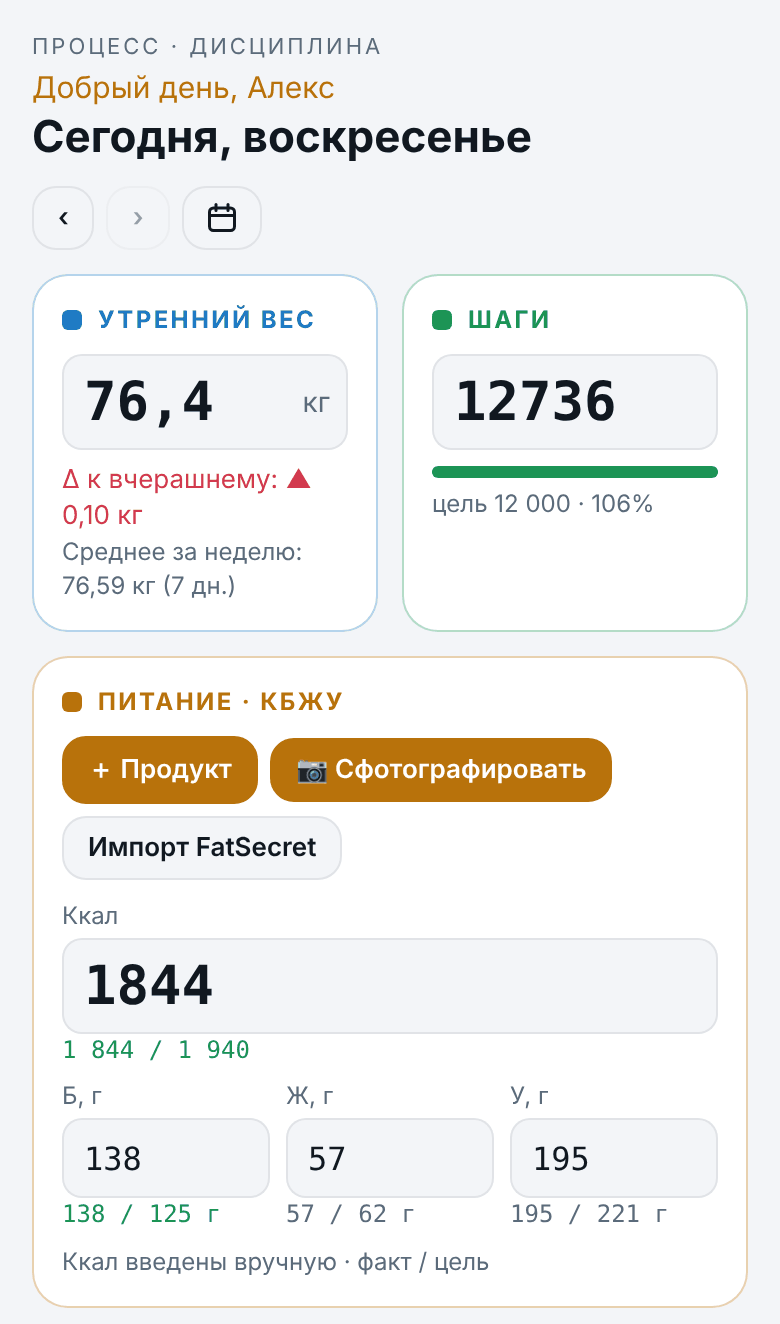 ПРОЦЕСС · ДИСЦИПЛИНА
Добрый день, Алекс
Сегодня, воскресенье
‹ ›
УТРЕННИЙ ВЕС
76,4 кг
Δ к вчерашнему: ▲
0,10 кг
Среднее за неделю:
76,59 кг (7 дн.)
ШАГИ
12736
цель 12 000 · 106%
ПИТАНИЕ · КБЖУ
+ Продукт
📷 Сфотографировать
Импорт FatSecret
Ккал
1844
1 844 / 1 940
Б, г Ж, г У, г
138 57 195
138 / 125 г 57 / 62 г 195 / 221 г
Ккал введены вручную · факт / цель